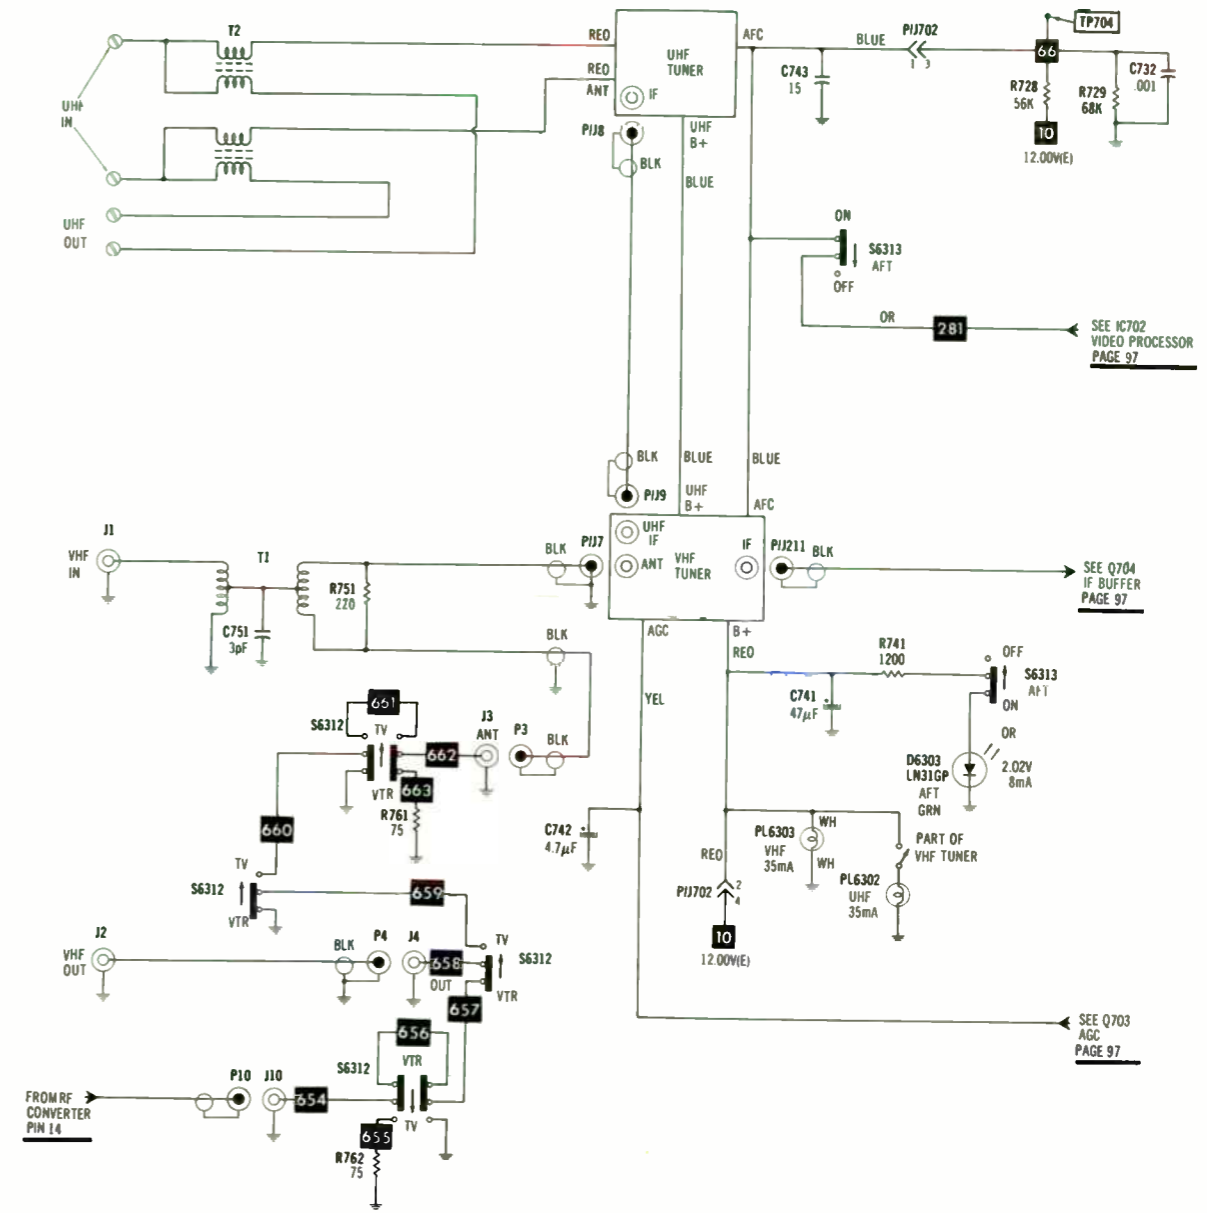 T2
UHF
IN
UHF
OUT
RED
RED
ANT
UHF
TUNER
IF
AFC
UHF
B+
BLUE
P/J8
BLK
C743
15
BLUE
P/J702
1 3
TP704
66
R728
56K
10
12.00V(E)
R729
68K
C732
.001
ON
S6313
AFT
OFF
OR
281
SEE IC702
VIDEO PROCESSOR
PAGE 97
BLK
P/J9
BLUE
UHF
B+
BLUE
AFC
J1
VHF
IN
T1
C751
3pF
R751
220
BLK
P/J7
UHF
IF
ANT
VHF
TUNER
IF
P/J211
BLK
SEE Q704
IF BUFFER
PAGE 97
AGC
B+
RED
YEL
BLK
R741
1200
C741
47µF
OFF
S6313
AFT
ON
OR
D6303
LN31GP
AFT
GRN
2.02V
8mA
661
S6312
TV
VTR
662
663
R761
75
J3
ANT
P3
BLK
660
TV
S6312
VTR
659
C742
4.7µF
RED
P/J702
2
4
10
12.00V(E)
PL6303
VHF
35mA
WH
WH
PART OF
VHF TUNER
PL6302
UHF
35mA
J2
VHF
OUT
BLK
P4
J4
658
OUT
TV
S6312
VTR
657
656
S6312
VTR
TV
FROM RF
CONVERTER
PIN 14
P10
J10
654
655
R762
75
SEE Q703
AGC
PAGE 97